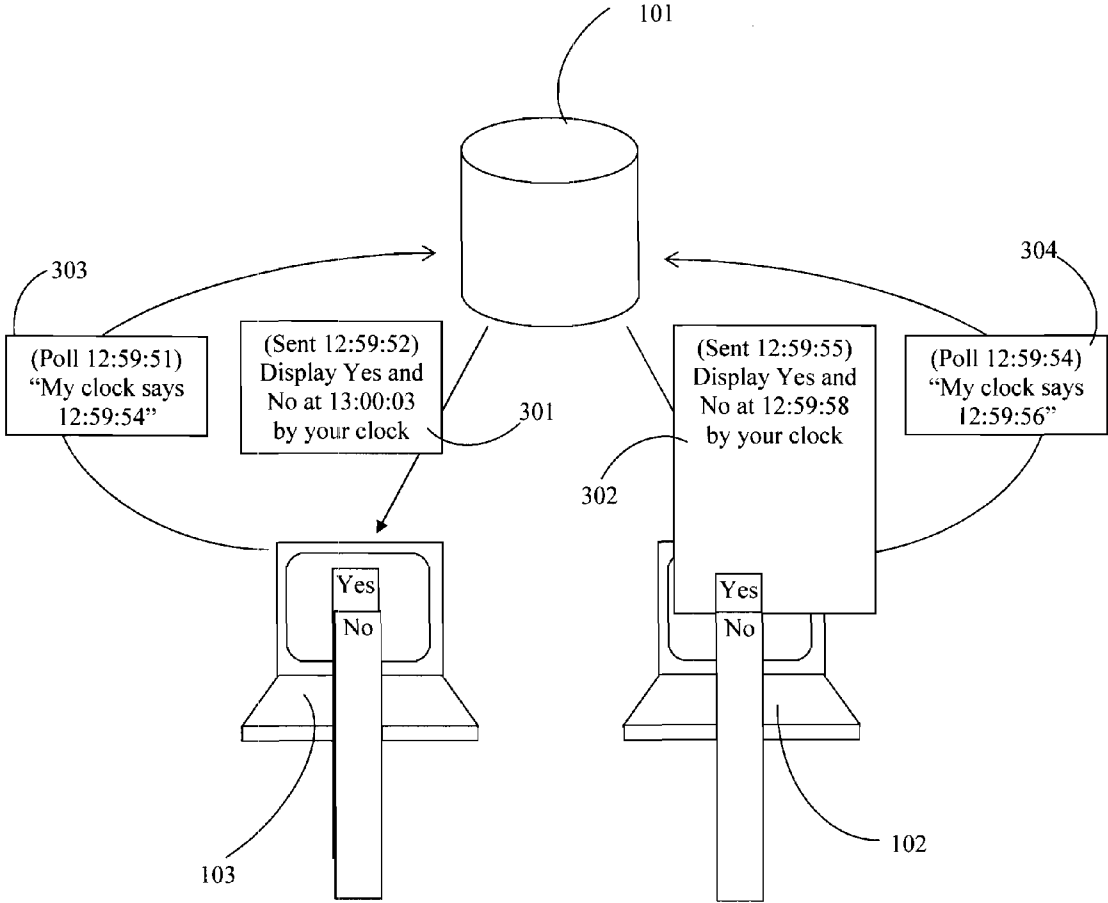 101
303
304
(Poll 12:59:51)
“My clock says
12:59:54”
(Sent 12:59:52)
Display Yes and
No at 13:00:03
by your clock
301
(Sent 12:59:55)
Display Yes and
No at 12:59:58
by your clock
302
(Poll 12:59:54)
“My clock says
12:59:56”
Yes
No
Yes
No
103
102